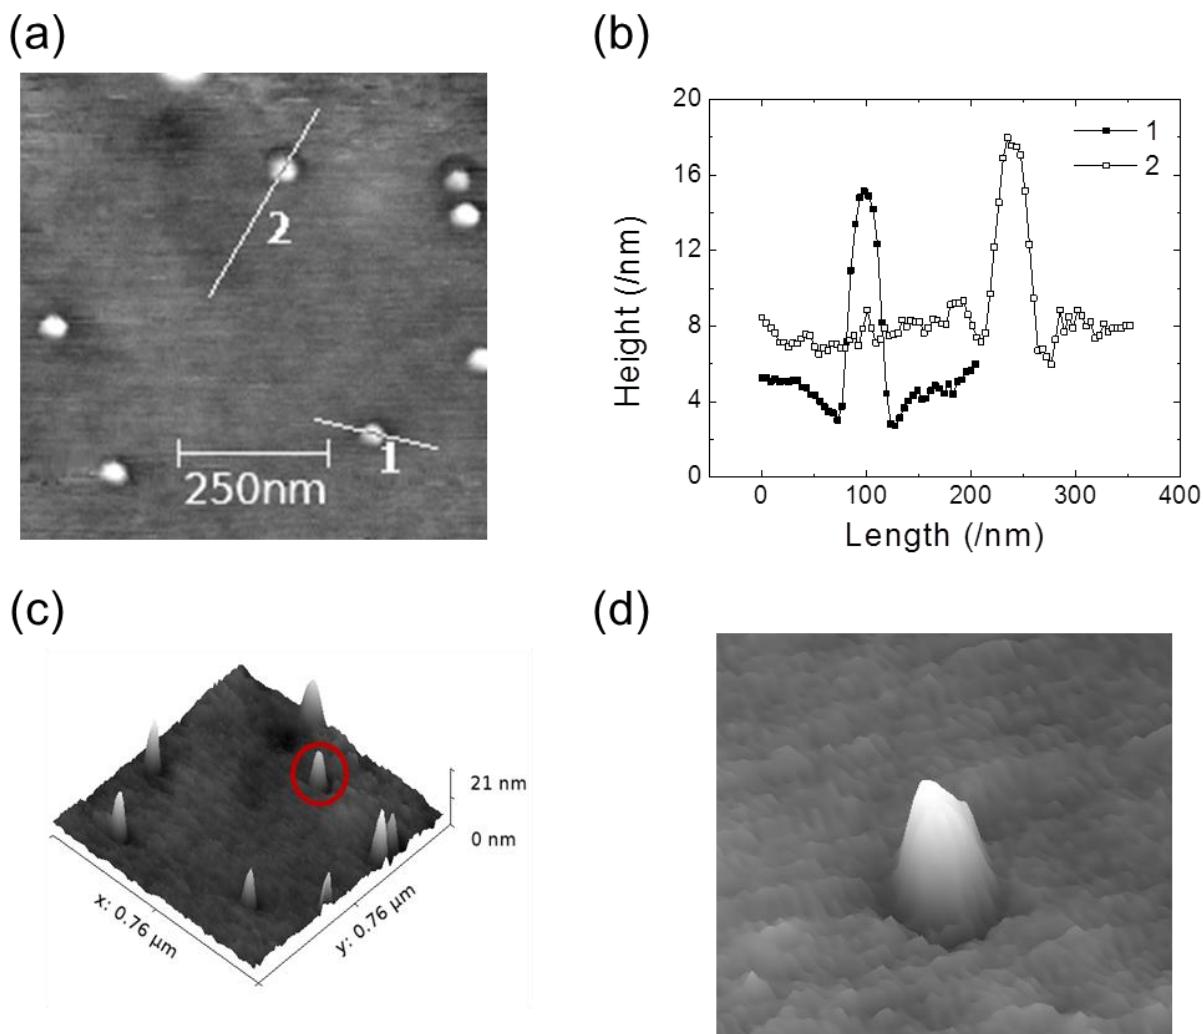 (a)
2
1
250nm
(b)
20
16
12
8
4
0
Height (/nm)
0
100
200
300
400
Length (/nm)
1
2
(c)
21 nm
0 nm
x: 0.76 μm
y: 0.76 μm
(d)